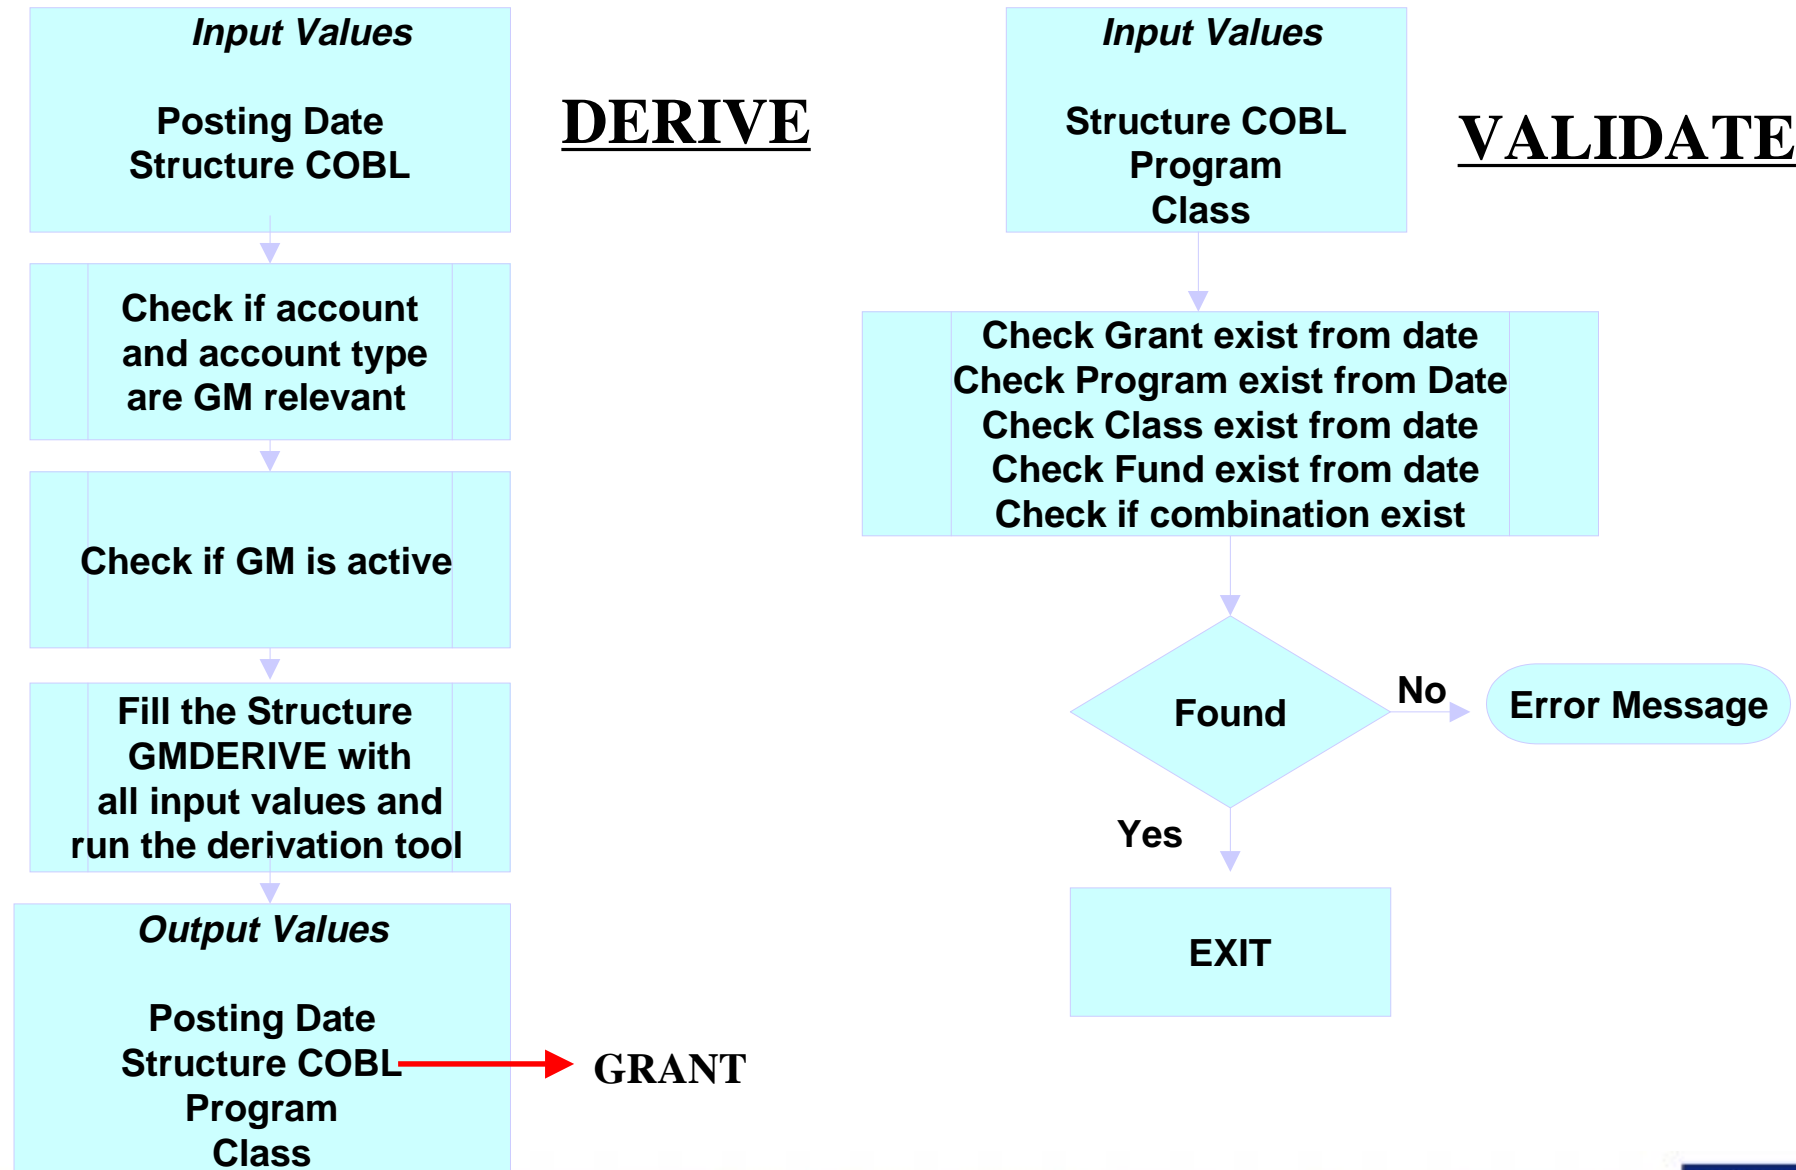 Input Values
Posting Date
Structure COBL
DERIVE
Check if account
and account type
are GM relevant
Check if GM is active
Fill the Structure
GMDERIVE with
all input values and
run the derivation tool
Output Values
Posting Date
Structure COBL
GRANT
Program
Class
Input Values
Structure COBL
Program
Class
VALIDATE
Check Grant exist from date
Check Program exist from Date
Check Class exist from date
Check Fund exist from date
Check if combination exist
Found
No
Error Message
Yes
EXIT